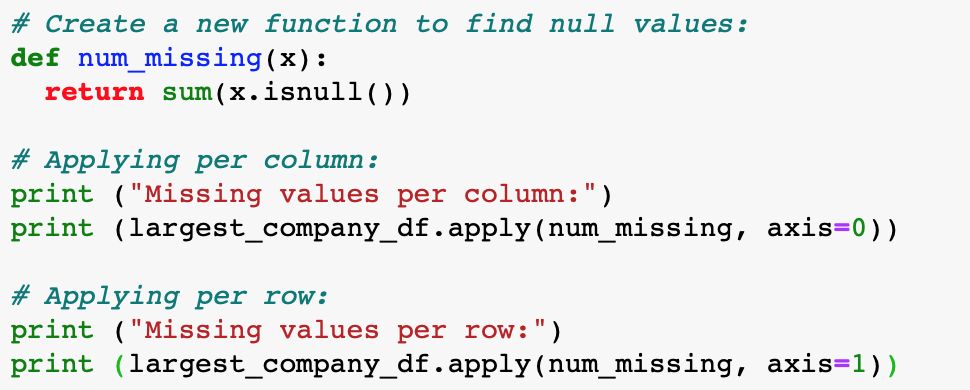 # Create a new function to find null values:
def num_missing(x):
  return sum(x.isnull())

# Applying per column:
print ("Missing values per column:")
print (largest_company_df.apply(num_missing, axis=0))

# Applying per row:
print ("Missing values per row:")
print (largest_company_df.apply(num_missing, axis=1))